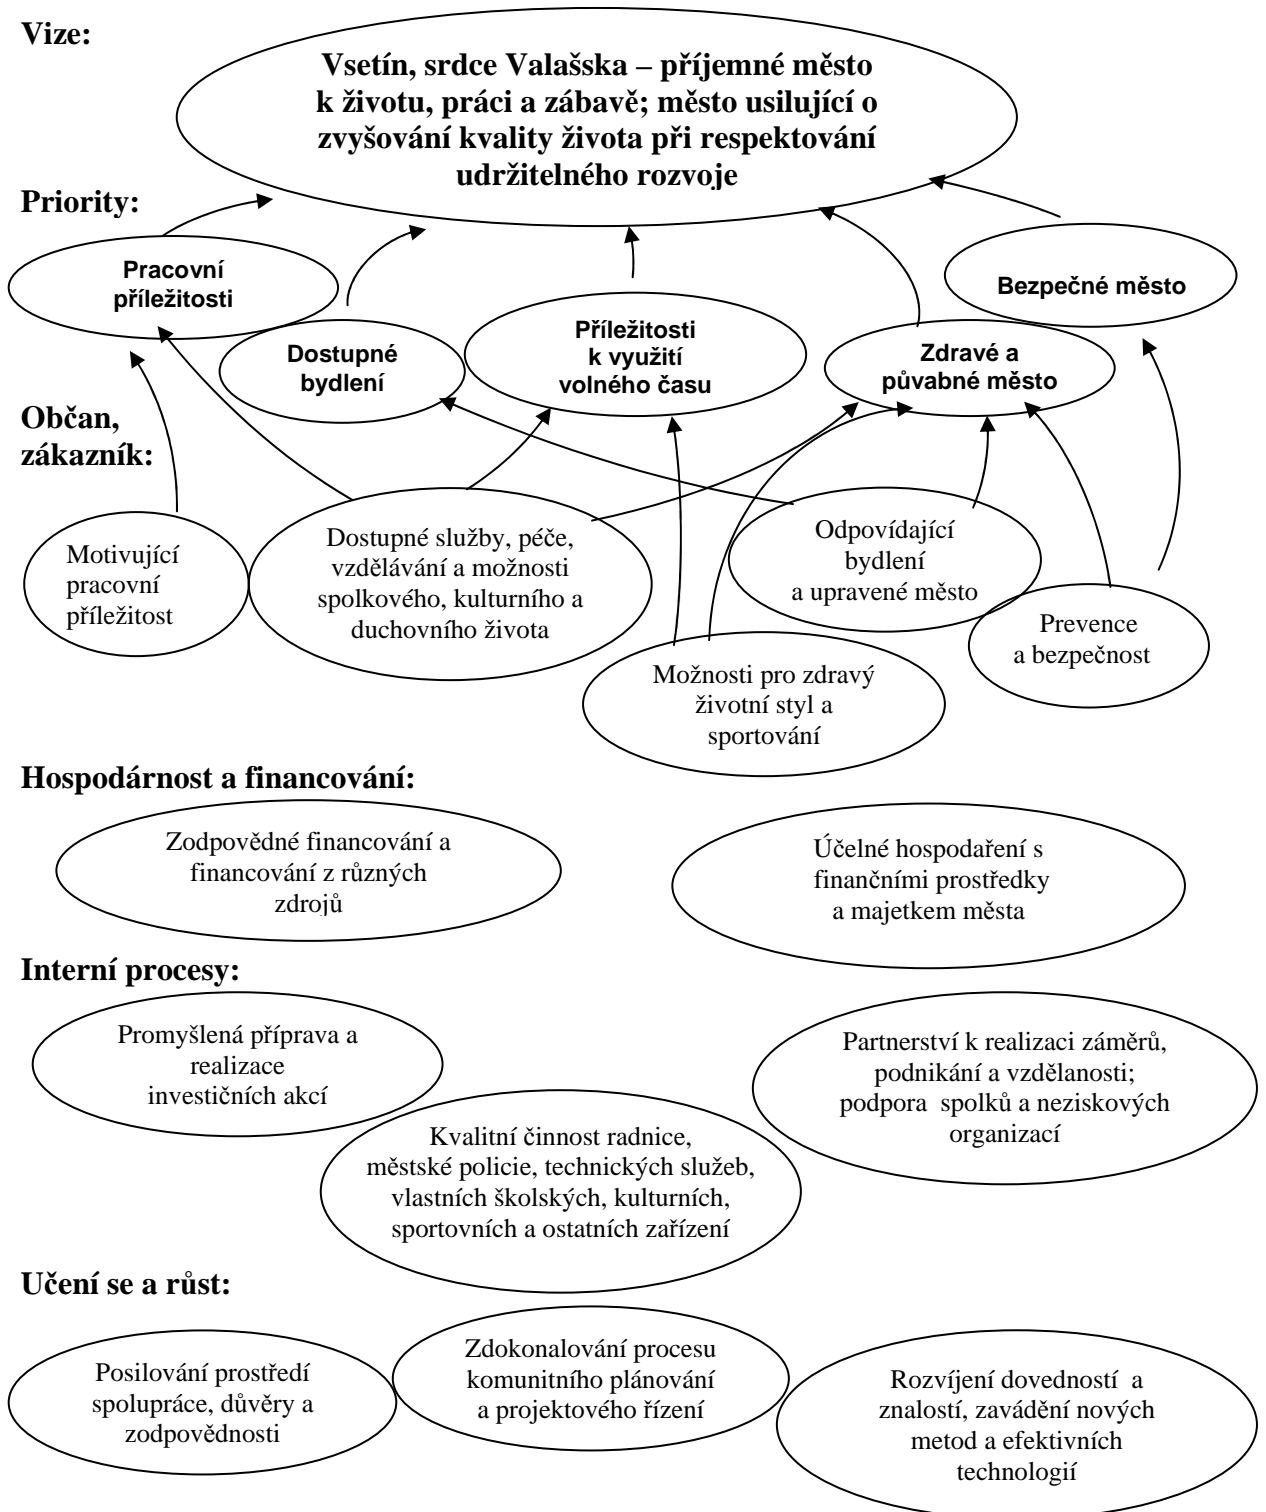 Vize:
Vsetín, srdce Valašska – příjemné město
k životu, práci a zábavě; město usilující o
zvyšování kvality života při respektování
udržitelného rozvoje
Priority:
Pracovní
příležitosti
Bezpečné město
Dostupné
bydlení
Příležitosti
k využití
volného času
Zdravé a
půvabné město
Občan,
zákazník:
Motivující
pracovní
příležitost
Dostupné služby, péče,
vzdělávání a možnosti
spolkového, kulturního a
duchovního života
Odpovídající
bydlení
a upravené město
Prevence
a bezpečnost
Možnosti pro zdravý
životní styl a
sportování
Hospodárnost a financování:
Zodpovědné financování a
financování z různých
zdrojů
Účelné hospodaření s
finančními prostředky
a majetkem města
Interní procesy:
Promyšlená příprava a
realizace
investičních akcí
Partnerství k realizaci záměrů,
podnikání a vzdělanosti;
podpora  spolků a neziskových
organizací
Kvalitní činnost radnice,
městské policie, technických služeb,
vlastních školských, kulturních,
sportovních a ostatních zařízení
Učení se a růst:
Posilování prostředí
spolupráce, důvěry a
zodpovědnosti
Zdokonalování procesu
komunitního plánování
a projektového řízení
Rozvíjení dovedností  a
znalostí, zavádění nových
metod a efektivních
technologií